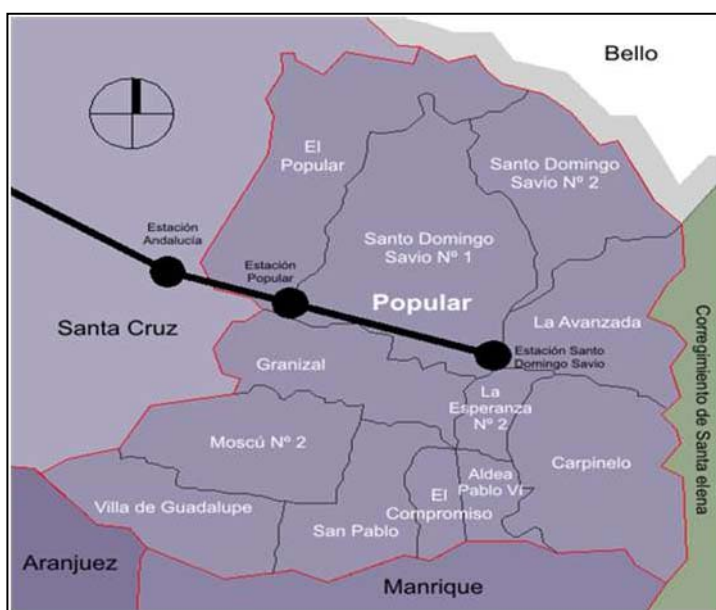 Bello
El
Popular
Santo Domingo
Savio Nº 2
Estación
Andalucía
Santo Domingo
Savio Nº 1
Estación
Popular
Popular
Santa Cruz
La Avanzada
Estación Santo
Domingo Savio
Granizal
La
Esperanza
Nº 2
Moscú Nº 2
Carpinelo
Aldea
Pablo VI
El
Compromiso
Villa de Guadalupe
San Pablo
Aranjuez
Manrique
Corregimiento de Santa elena